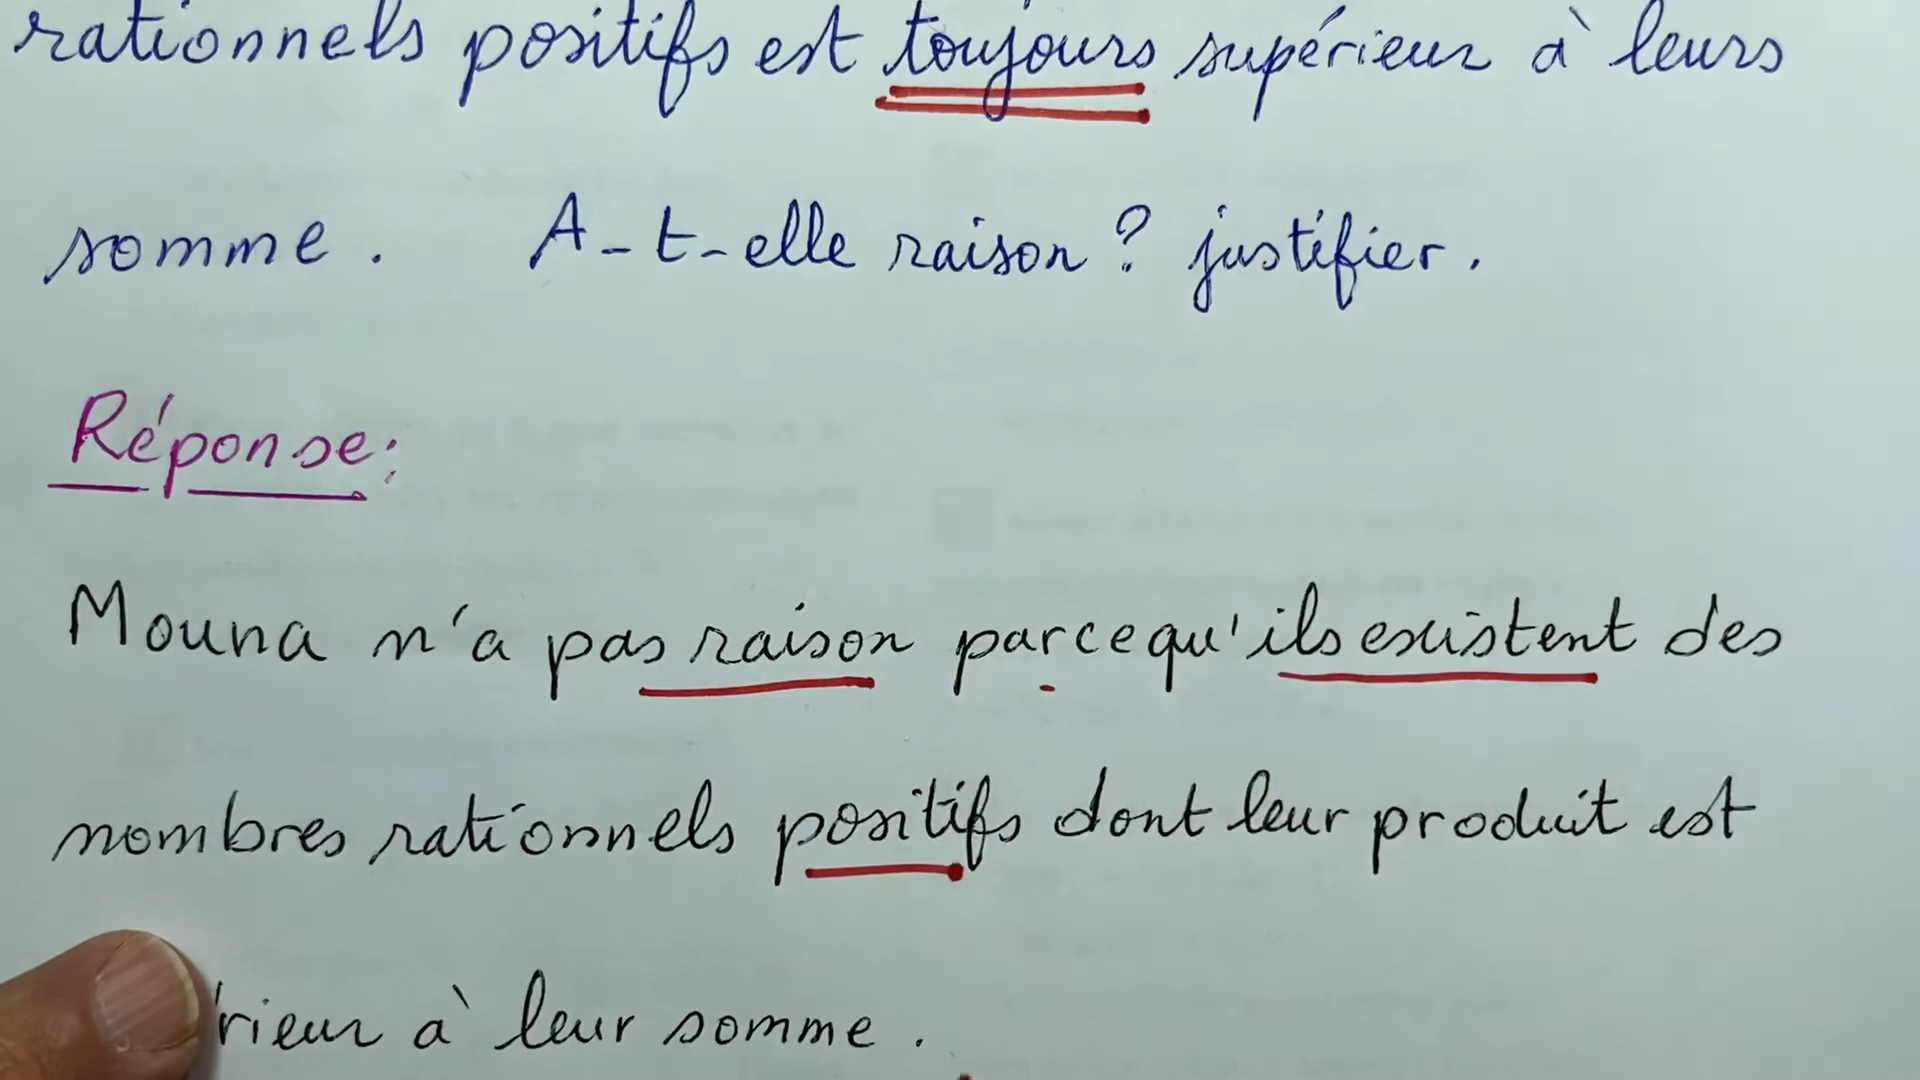 rationnels positifs est toujours supérieur à leurs
somme. A-t-elle raison? justifier.
Réponse:
Mouna n'a pas raison parcequ'ils existent des
nombres rationnels positifs dont leur produit est
rieur à leur somme.